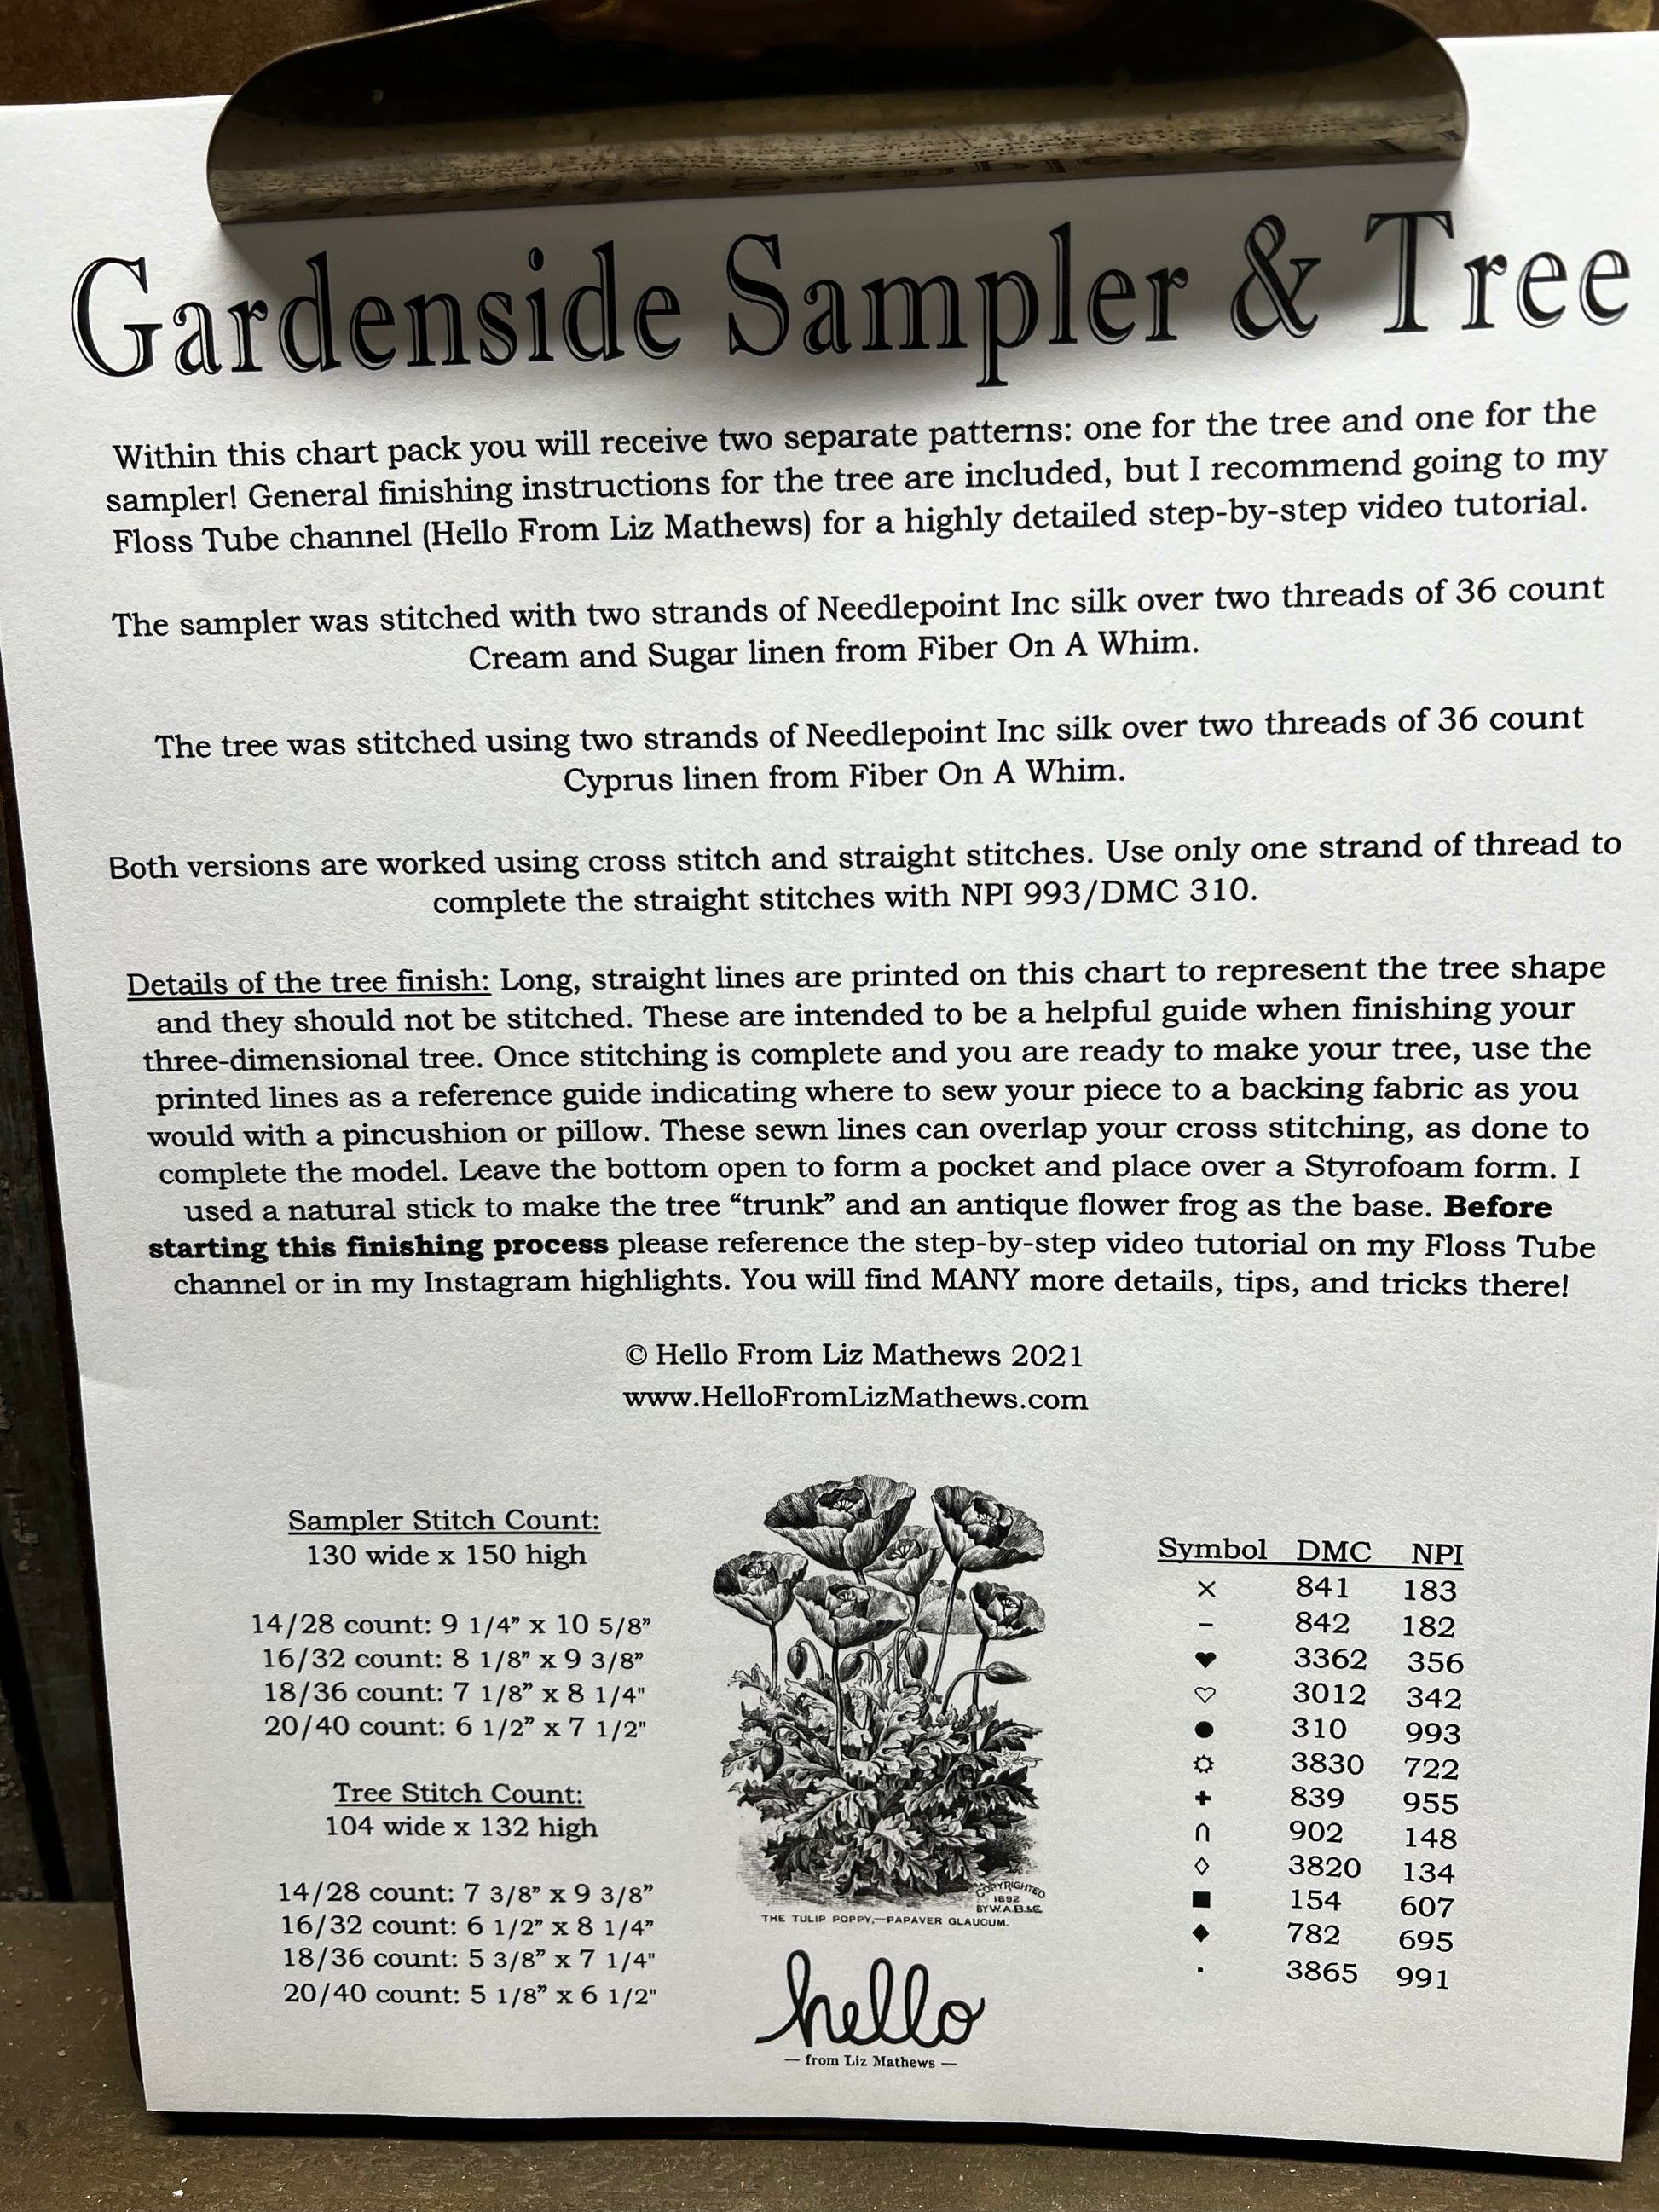 Gardenside Sampler & Tree
Within this chart pack you will receive two separate patterns: one for the tree and one for the
sampler! General finishing instructions for the tree are included, but I recommend going to my
Floss Tube channel (Hello From Liz Mathews) for a highly detailed step-by-step video tutorial.
The sampler was stitched with two strands of Needlepoint Inc silk over two threads of 36 count
Cream and Sugar linen from Fiber On A Whim.
The tree was stitched using two strands of Needlepoint Inc silk over two threads of 36 count
Cyprus linen from Fiber On A Whim.
Both versions are worked using cross stitch and straight stitches. Use only one strand of thread to
complete the straight stitches with NPI 993/DMC 310.
Details of the tree finish: Long, straight lines are printed on this chart to represent the tree shape
and they should not be stitched. These are intended to be a helpful guide when finishing your
three-dimensional tree. Once stitching is complete and you are ready to make your tree, use the
printed lines as a reference guide indicating where to sew your piece to a backing fabric as you
would with a pincushion or pillow. These sewn lines can overlap your cross stitching, as done to
complete the model. Leave the bottom open to form a pocket and place over a Styrofoam form. I
used a natural stick to make the tree “trunk” and an antique flower frog as the base. Before
starting this finishing process please reference the step-by-step video tutorial on my Floss Tube
channel or in my Instagram highlights. You will find MANY more details, tips, and tricks there!
© Hello From Liz Mathews 2021
www.HelloFromLizMathews.com
Sampler Stitch Count:
130 wide x 150 high
14/28 count: 9 1/4” x 10 5/8”
16/32 count: 8 1/8” x 9 3/8”
18/36 count: 7 1/8” x 8 1/4"
20/40 count: 6 1/2” x 7 1/2"
Tree Stitch Count:
104 wide x 132 high
14/28 count: 7 3/8” x 9 3/8”
16/32 count: 6 1/2” x 8 1/4”
18/36 count: 5 3/8” x 7 1/4"
20/40 count: 5 1/8” x 6 1/2"
COPYRIGHTED
1892
BY W.A.B.&C.
THE TULIP POPPY,—PAPAVER GLAUCUM.
hello
— from Liz Mathews —
Symbol DMC NPI
× 841 183
– 842 182
♥ 3362 356
♡ 3012 342
● 310 993
☼ 3830 722
✚ 839 955
∩ 902 148
◇ 3820 134
■ 154 607
◆ 782 695
· 3865 991